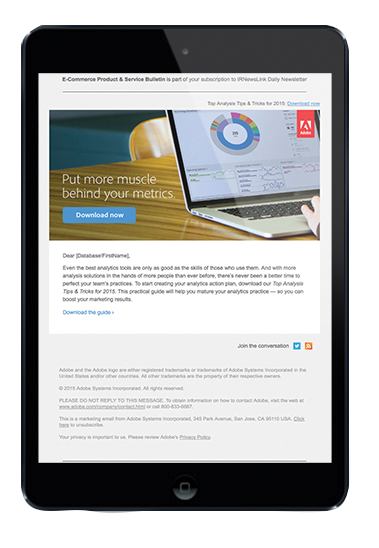 E-Commerce Product & Service Bulletin is part of your subscription to IRNewsLink Daily Newsletter
Top Analysis Tips & Tricks for 2015: Download now
Adobe
Put more muscle
behind your metrics.
Download now
Dear [Database!FirstName],
Even the best analytics tools are only as good as the skills of those who use them. And with more
analysis solutions in the hands of more people than ever before, there's never been a better time to
perfect your team's practices. To start creating your analytics action plan, download our Top Analysis
Tips & Tricks for 2015. This practical guide will help you mature your analytics practice — so you can
boost your marketing results.
Download the guide ›
Join the conversation
Adobe and the Adobe logo are either registered trademarks or trademarks of Adobe Systems Incorporated in the
United States and/or other countries. All other trademarks are the property of their respective owners.
© 2015 Adobe Systems Incorporated. All rights reserved.
PLEASE DO NOT REPLY TO THIS MESSAGE. To obtain information on how to contact Adobe, visit the web at
www.adobe.com/company/contact.html or call 800-833-6687.
This is a marketing email from Adobe Systems Incorporated, 345 Park Avenue, San Jose, CA 95110 USA. Click
here to unsubscribe.
Your privacy is important to us. Please review Adobe's Privacy Policy.